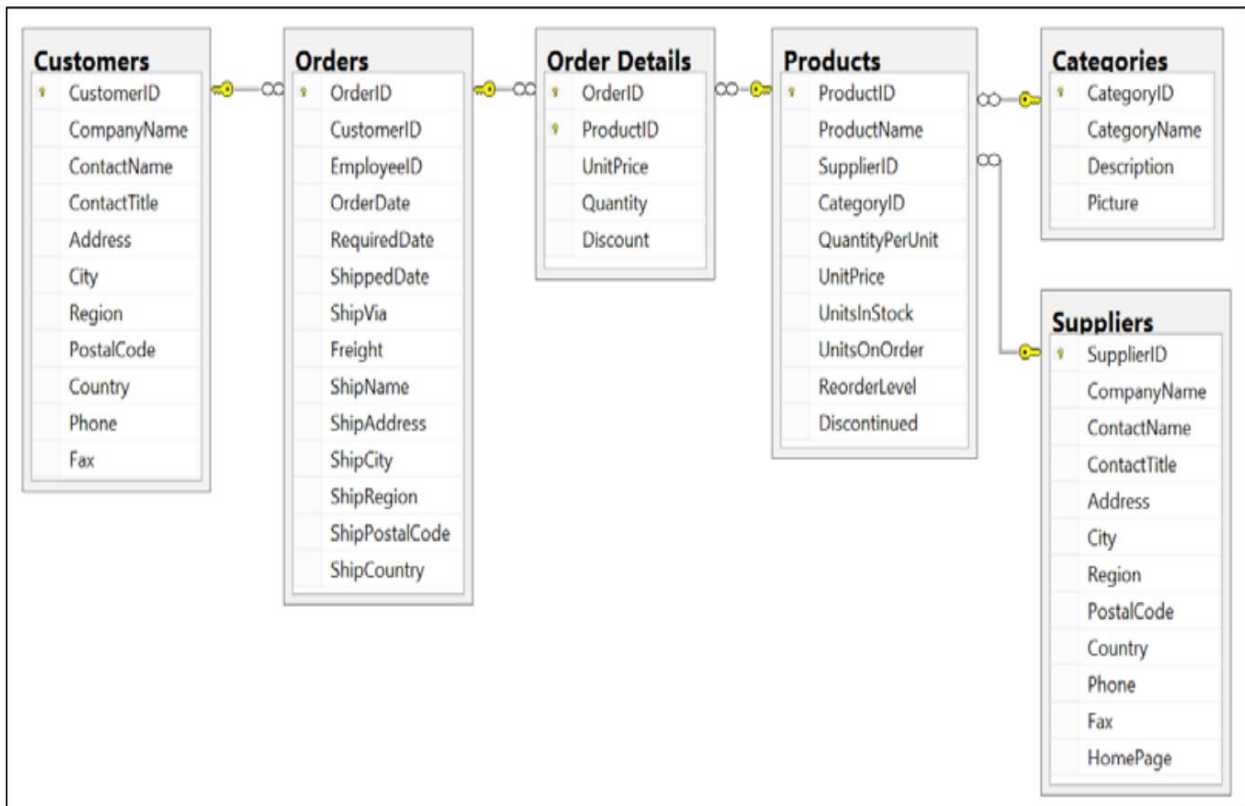 Customers
CustomerID
CompanyName
ContactName
ContactTitle
Address
City
Region
PostalCode
Country
Phone
Fax
Orders
OrderID
CustomerID
EmployeeID
OrderDate
RequiredDate
ShippedDate
ShipVia
Freight
ShipName
ShipAddress
ShipCity
ShipRegion
ShipPostalCode
ShipCountry
Order Details
OrderID
ProductID
UnitPrice
Quantity
Discount
Products
ProductID
ProductName
SupplierID
CategoryID
QuantityPerUnit
UnitPrice
UnitsInStock
UnitsOnOrder
ReorderLevel
Discontinued
Categories
CategoryID
CategoryName
Description
Picture
Suppliers
SupplierID
CompanyName
ContactName
ContactTitle
Address
City
Region
PostalCode
Country
Phone
Fax
HomePage